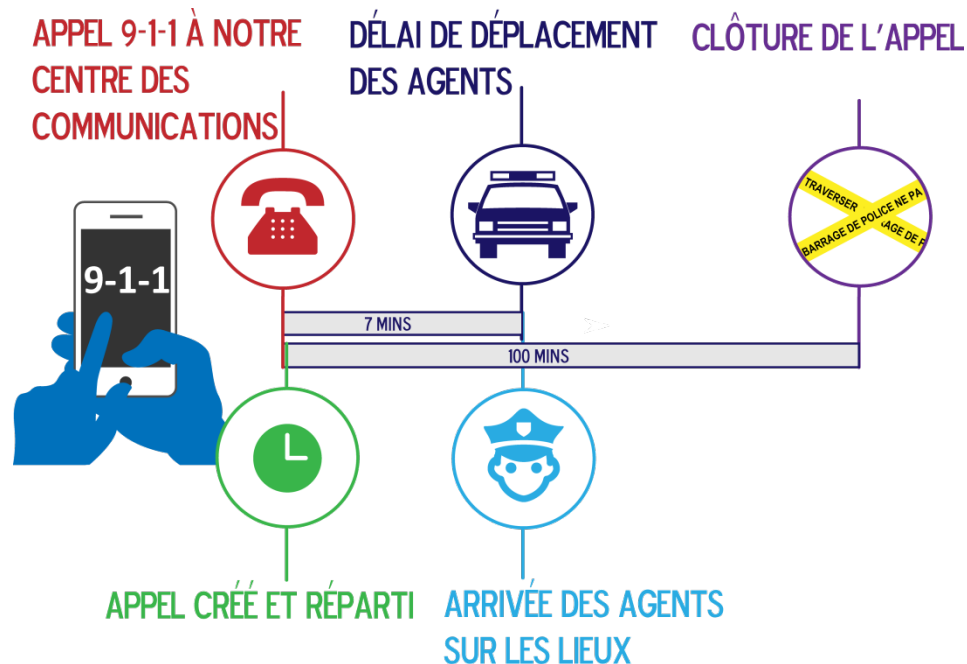 APPEL 9-1-1 À NOTRE
CENTRE DES
COMMUNICATIONS
DÉLAI DE DÉPLACEMENT
DES AGENTS
CLÔTURE DE L'APPEL
9-1-1
TRAVERSER
BARRAGE DE POLICE NE PA
AGE DE
7 MINS
100 MINS
APPEL CRÉÉ ET RÉPARTI
ARRIVÉE DES AGENTS
SUR LES LIEUX